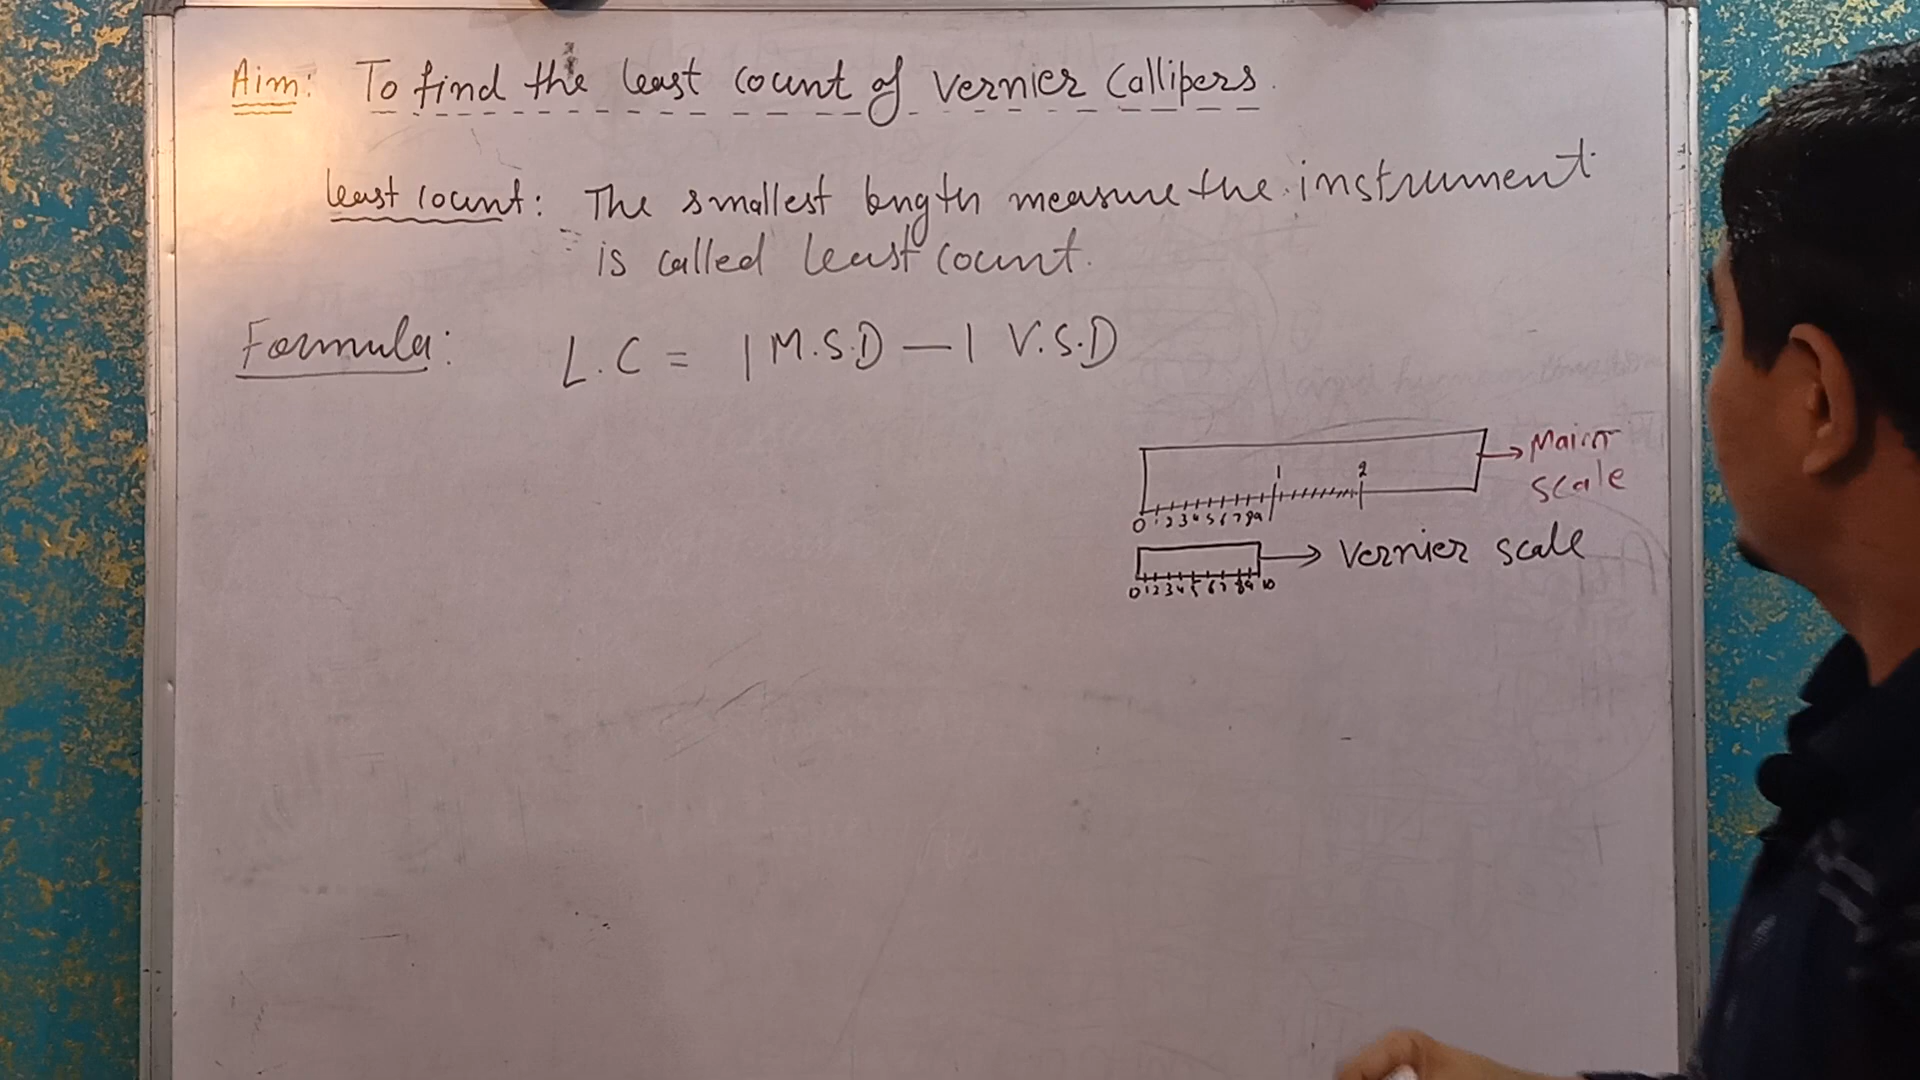 Aim: To find the least count of Vernier Callipers.
least count: The smallest length measure the instrument
is called least count.
Formula: L.C = 1 M.S.D — 1 V.S.D
1 2
Main
scale
0 1 2 3 4 5 6 7 8 9
Vernier scale
0 1 2 3 4 5 6 7 8 9 10